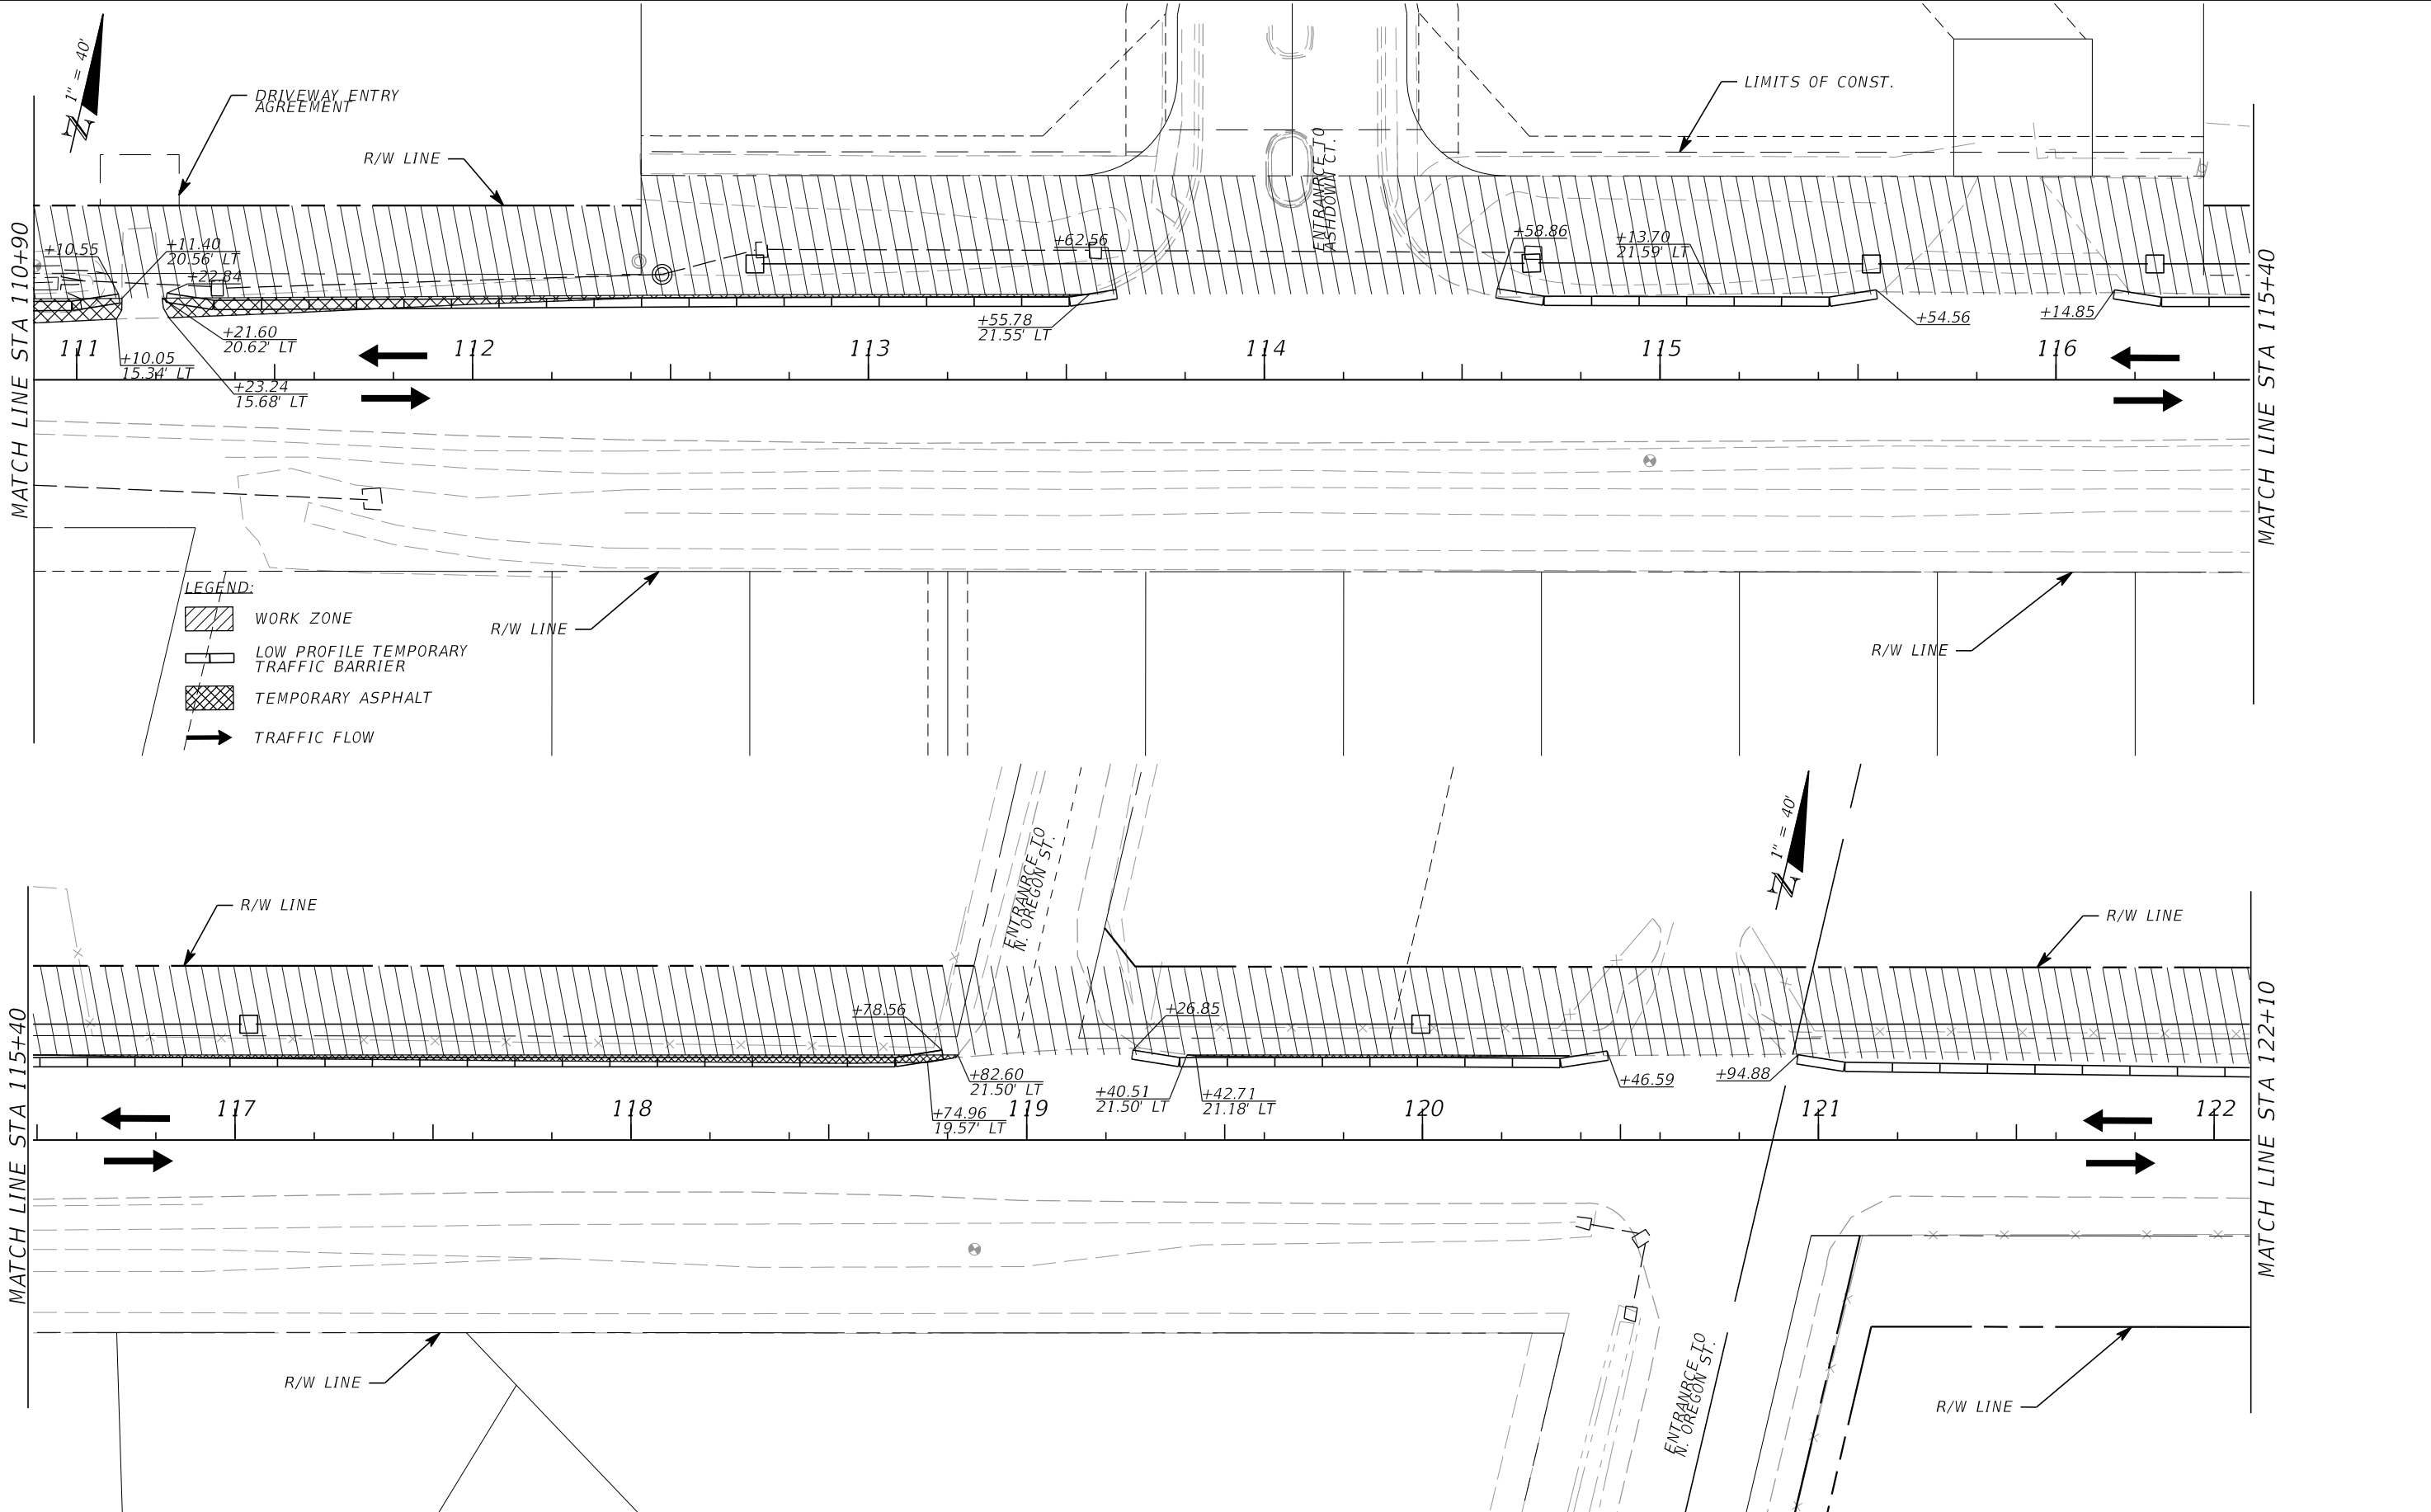 1" = 40'
N
DRIVEWAY ENTRY
AGREEMENT
R/W LINE
LIMITS OF CONST.
ENTRANRCE TO
ASHDOWN CT.
MATCH LINE STA 110+90
MATCH LINE STA 115+40
+10.55
+11.40
20.56' LT
+22.84
+62.56
+58.86
+13.70
21.59' LT
+21.60
20.62' LT
+10.05
15.34' LT
+23.24
15.68' LT
+55.78
21.55' LT
+54.56
+14.85
111
112
113
114
115
116
LEGEND:
WORK ZONE
LOW PROFILE TEMPORARY
TRAFFIC BARRIER
TEMPORARY ASPHALT
TRAFFIC FLOW
R/W LINE
R/W LINE
1" = 40'
N
ENTRANRCE TO
N. OREGON ST.
R/W LINE
R/W LINE
MATCH LINE STA 115+40
MATCH LINE STA 122+10
+78.56
+26.85
+82.60
21.50' LT
+74.96
19.57' LT
+40.51
21.50' LT
+42.71
21.18' LT
+46.59
+94.88
117
118
119
120
121
122
ENTRANRCE TO
N. OREGON ST.
R/W LINE
R/W LINE